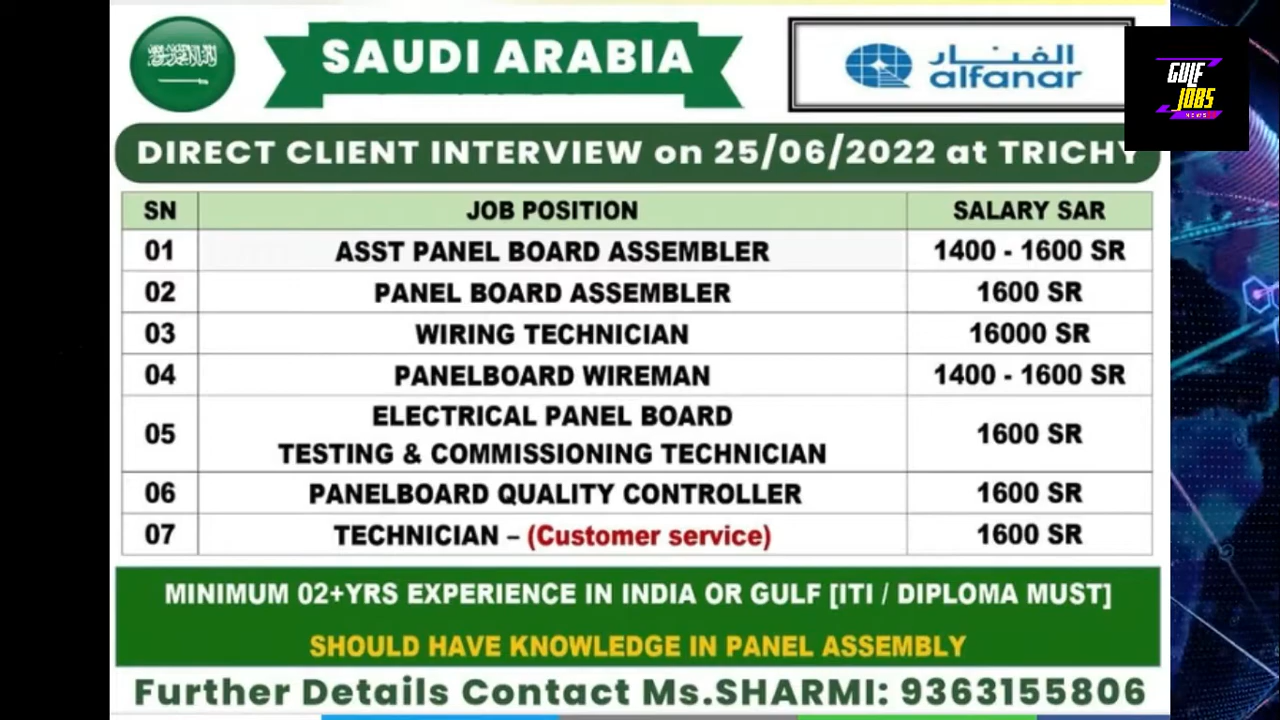 SAUDI ARABIA
الفنار
alfanar
GULF
JOBS
NEWS
DIRECT CLIENT INTERVIEW on 25/06/2022 at TRICHY
SN JOB POSITION SALARY SAR
01 ASST PANEL BOARD ASSEMBLER 1400 - 1600 SR
02 PANEL BOARD ASSEMBLER 1600 SR
03 WIRING TECHNICIAN 16000 SR
04 PANELBOARD WIREMAN 1400 - 1600 SR
05 ELECTRICAL PANEL BOARD
TESTING & COMMISSIONING TECHNICIAN 1600 SR
06 PANELBOARD QUALITY CONTROLLER 1600 SR
07 TECHNICIAN – (Customer service) 1600 SR
MINIMUM 02+YRS EXPERIENCE IN INDIA OR GULF [ITI / DIPLOMA MUST]
SHOULD HAVE KNOWLEDGE IN PANEL ASSEMBLY
Further Details Contact Ms.SHARMI: 9363155806